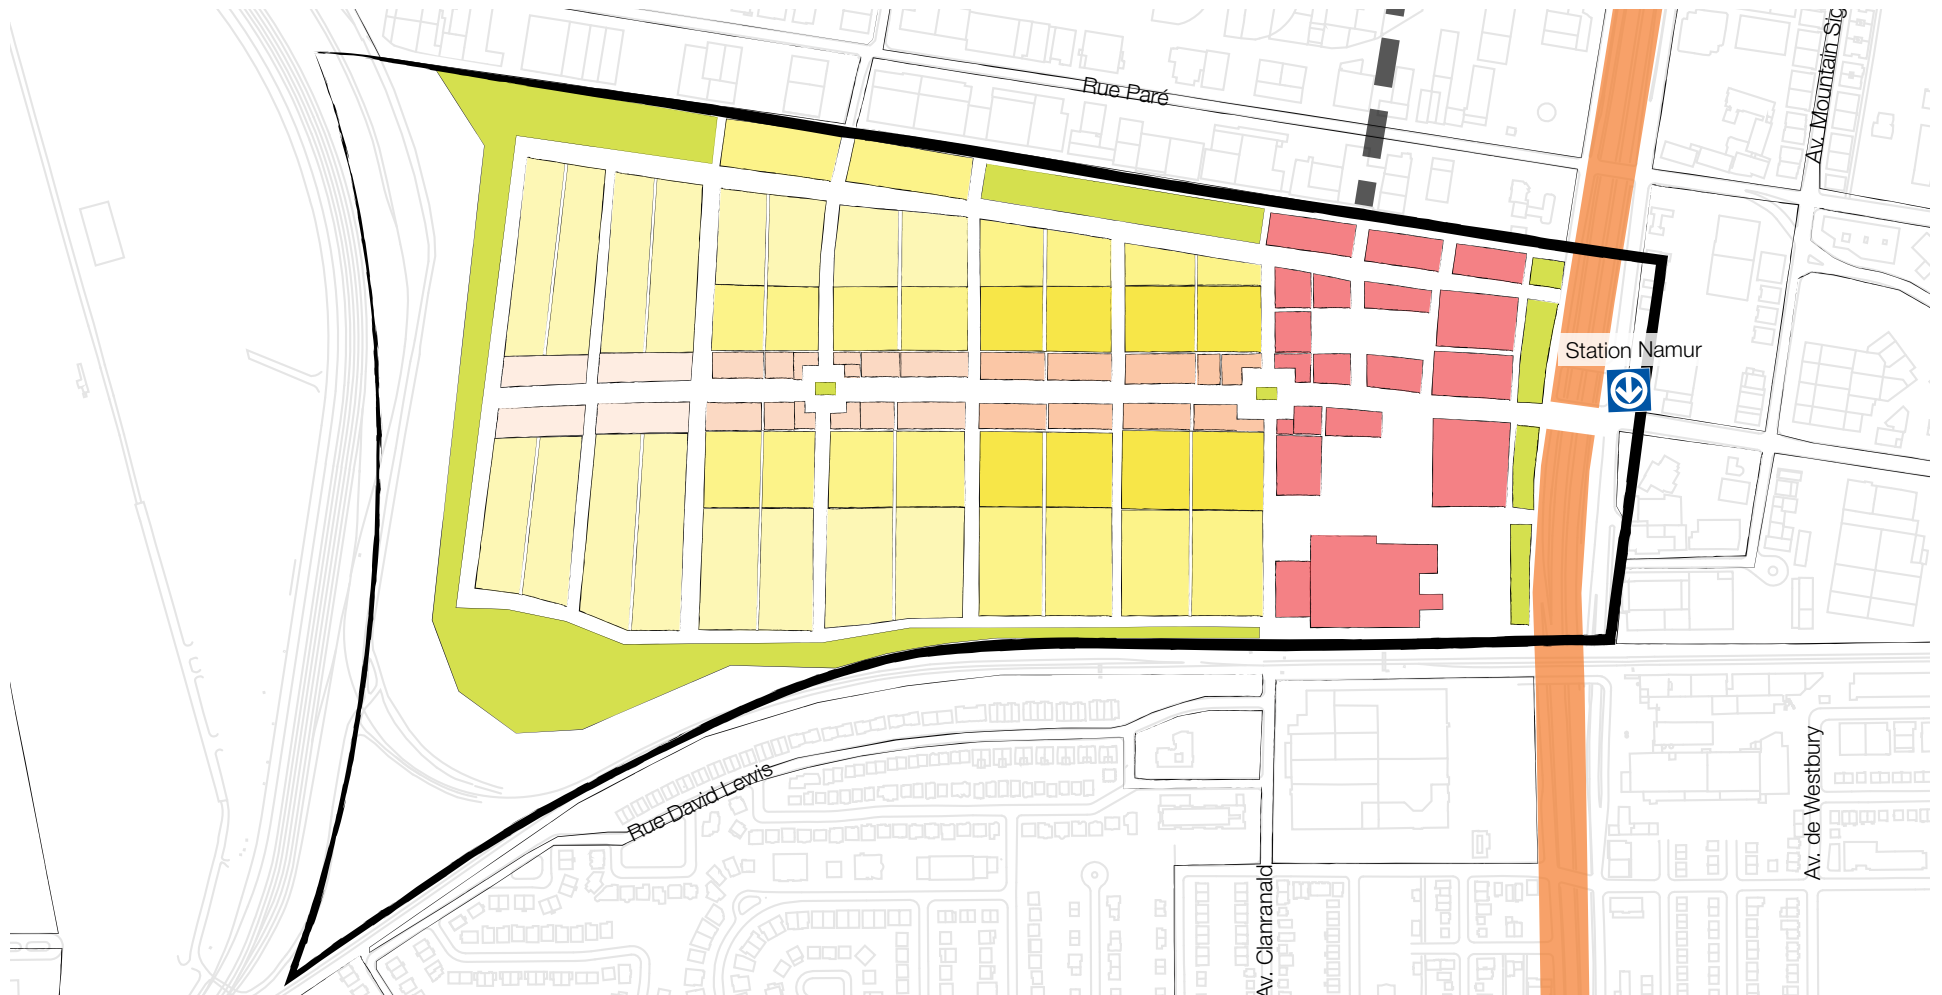 Rue Paré
Av. Mountain Sig
Station Namur
Rue David Lewis
Av. de Westbury
Av. Clanranald